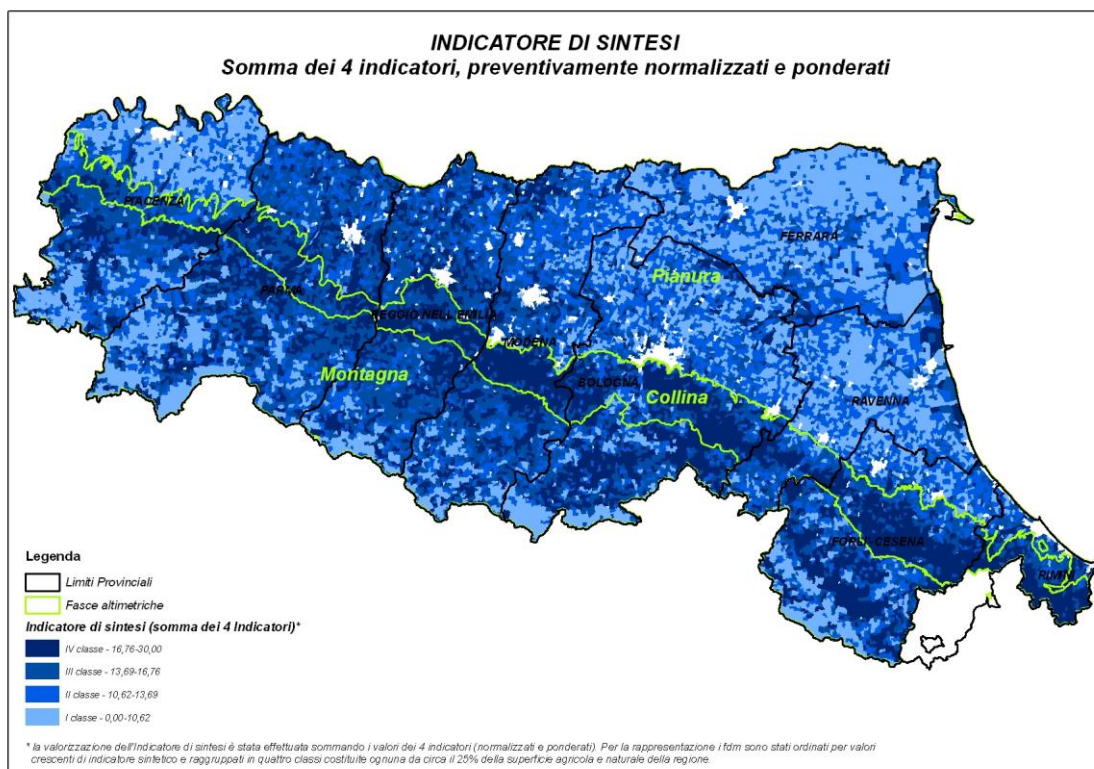 INDICATORE DI SINTESI
Somma dei 4 indicatori, preventivamente normalizzati e ponderati
PIACENZA
FERRARA
Pianura
PARMA
REGGIO NELL'EMILIA
MODENA
Montagna
BOLOGNA
Collina
RAVENNA
FORLI'-CESENA
RIMINI
Legenda
Limiti Provinciali
Fasce altimetriche
Indicatore di sintesi (somma dei 4 Indicatori)*
IV classe - 16,76-30,00
III classe - 13,69-16,76
II classe - 10,62-13,69
I classe - 0,00-10,62
* la valorizzazione dell'Indicatore di sintesi è stata effettuata sommando i valori dei 4 indicatori (normalizzati e ponderati). Per la rappresentazione i fdm sono stati ordinati per valori
crescenti di indicatore sintetico e raggruppati in quattro classi costituite ognuna da circa il 25% della superficie agricola e naturale della regione.